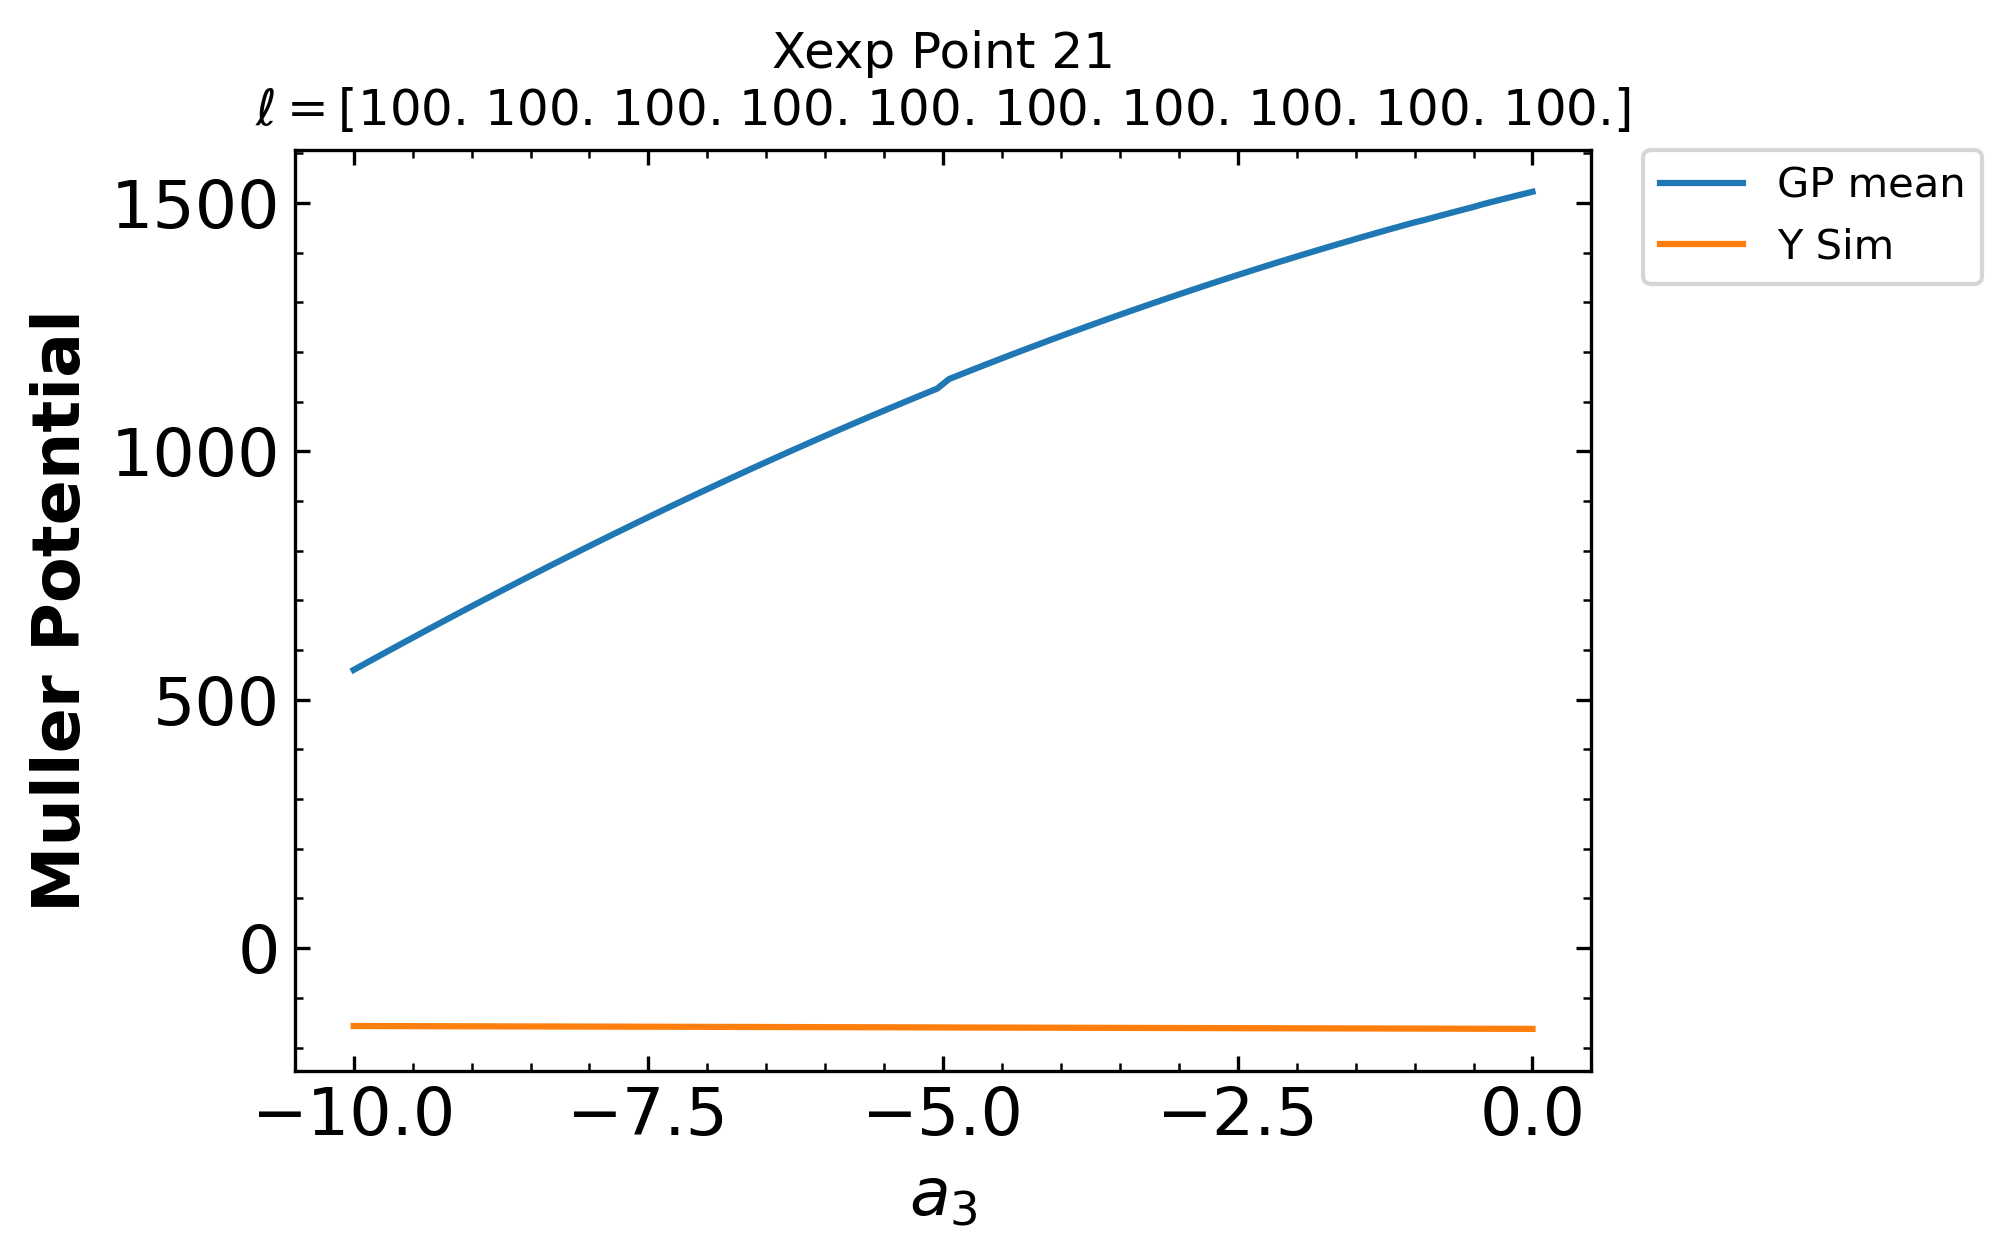 Xexp Point 21
ℓ = [100. 100. 100. 100. 100. 100. 100. 100. 100. 100.]
GP mean
Y Sim
Muller Potential
1500
1000
500
0
−10.0 −7.5 −5.0 −2.5 0.0
a₃